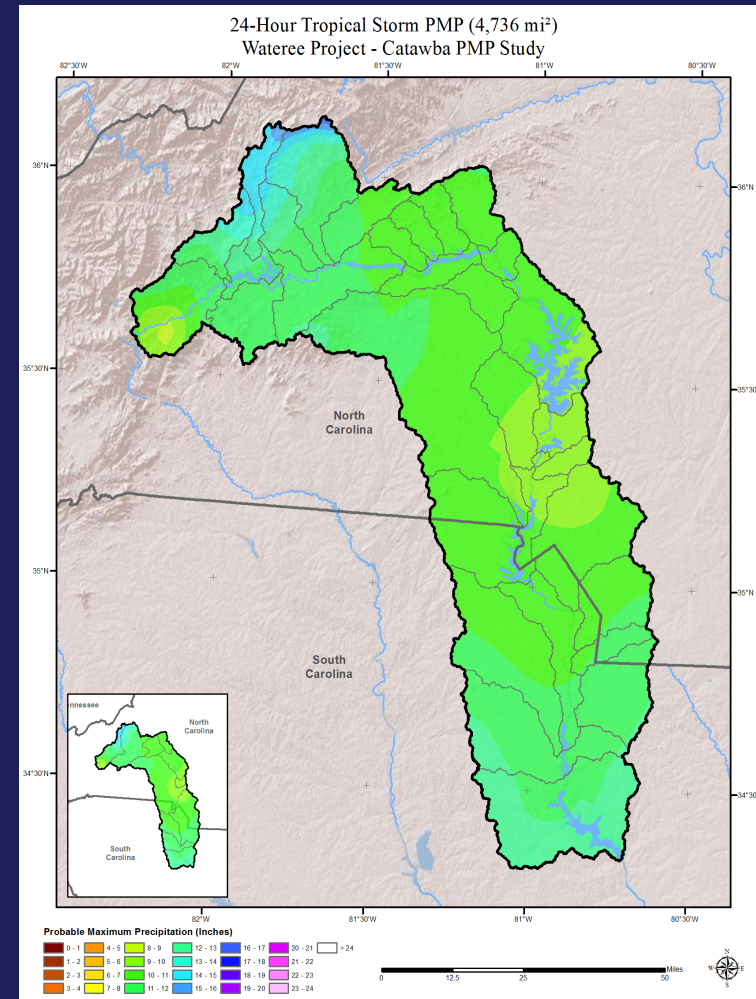 24-Hour Tropical Storm PMP (4,736 mi²)
Wateree Project - Catawba PMP Study
82°30'W 82°W 81°30'W 81°W 80°30'W
36°N 36°N
35°30'N 35°30'N
North
Carolina
35°N 35°N
South
Carolina
nnessee
North
Carolina
South
Carolina
34°30'N 34°30'N
82°W 81°30'W 81°W 80°30'W
Probable Maximum Precipitation (Inches)
0 - 1 4 - 5 8 - 9 12 - 13 16 - 17 20 - 21 > 24
1 - 2 5 - 6 9 - 10 13 - 14 17 - 18 21 - 22
2 - 3 6 - 7 10 - 11 14 - 15 18 - 19 22 - 23
3 - 4 7 - 8 11 - 12 15 - 16 19 - 20 23 - 24
Miles
0 12.5 25 50
N
W E
S